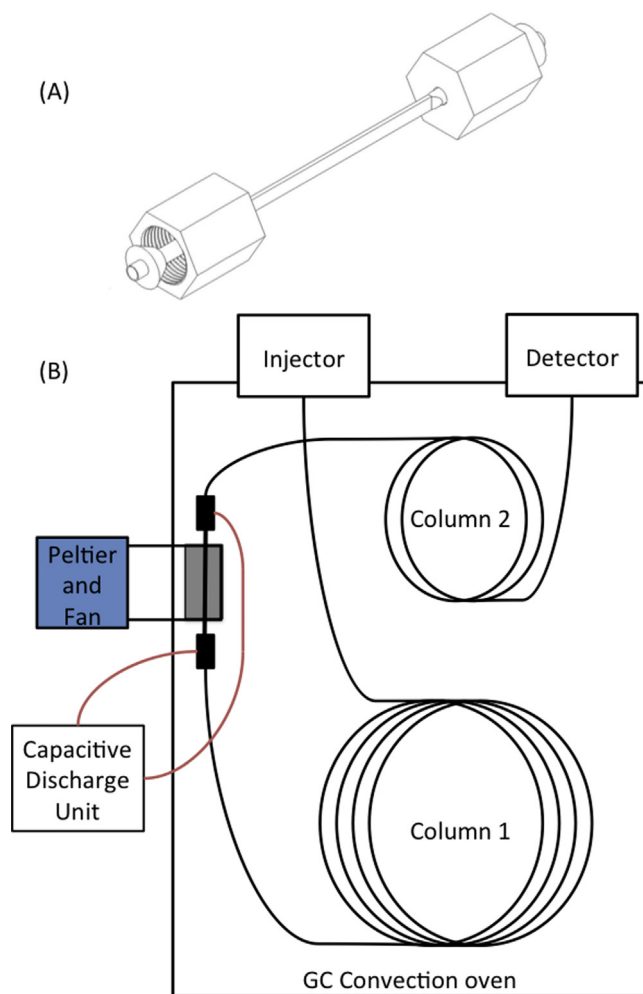 (A)
(B)
Injector
Detector
Column 2
Peltier
and
Fan
Capacitive
Discharge
Unit
Column 1
GC Convection oven